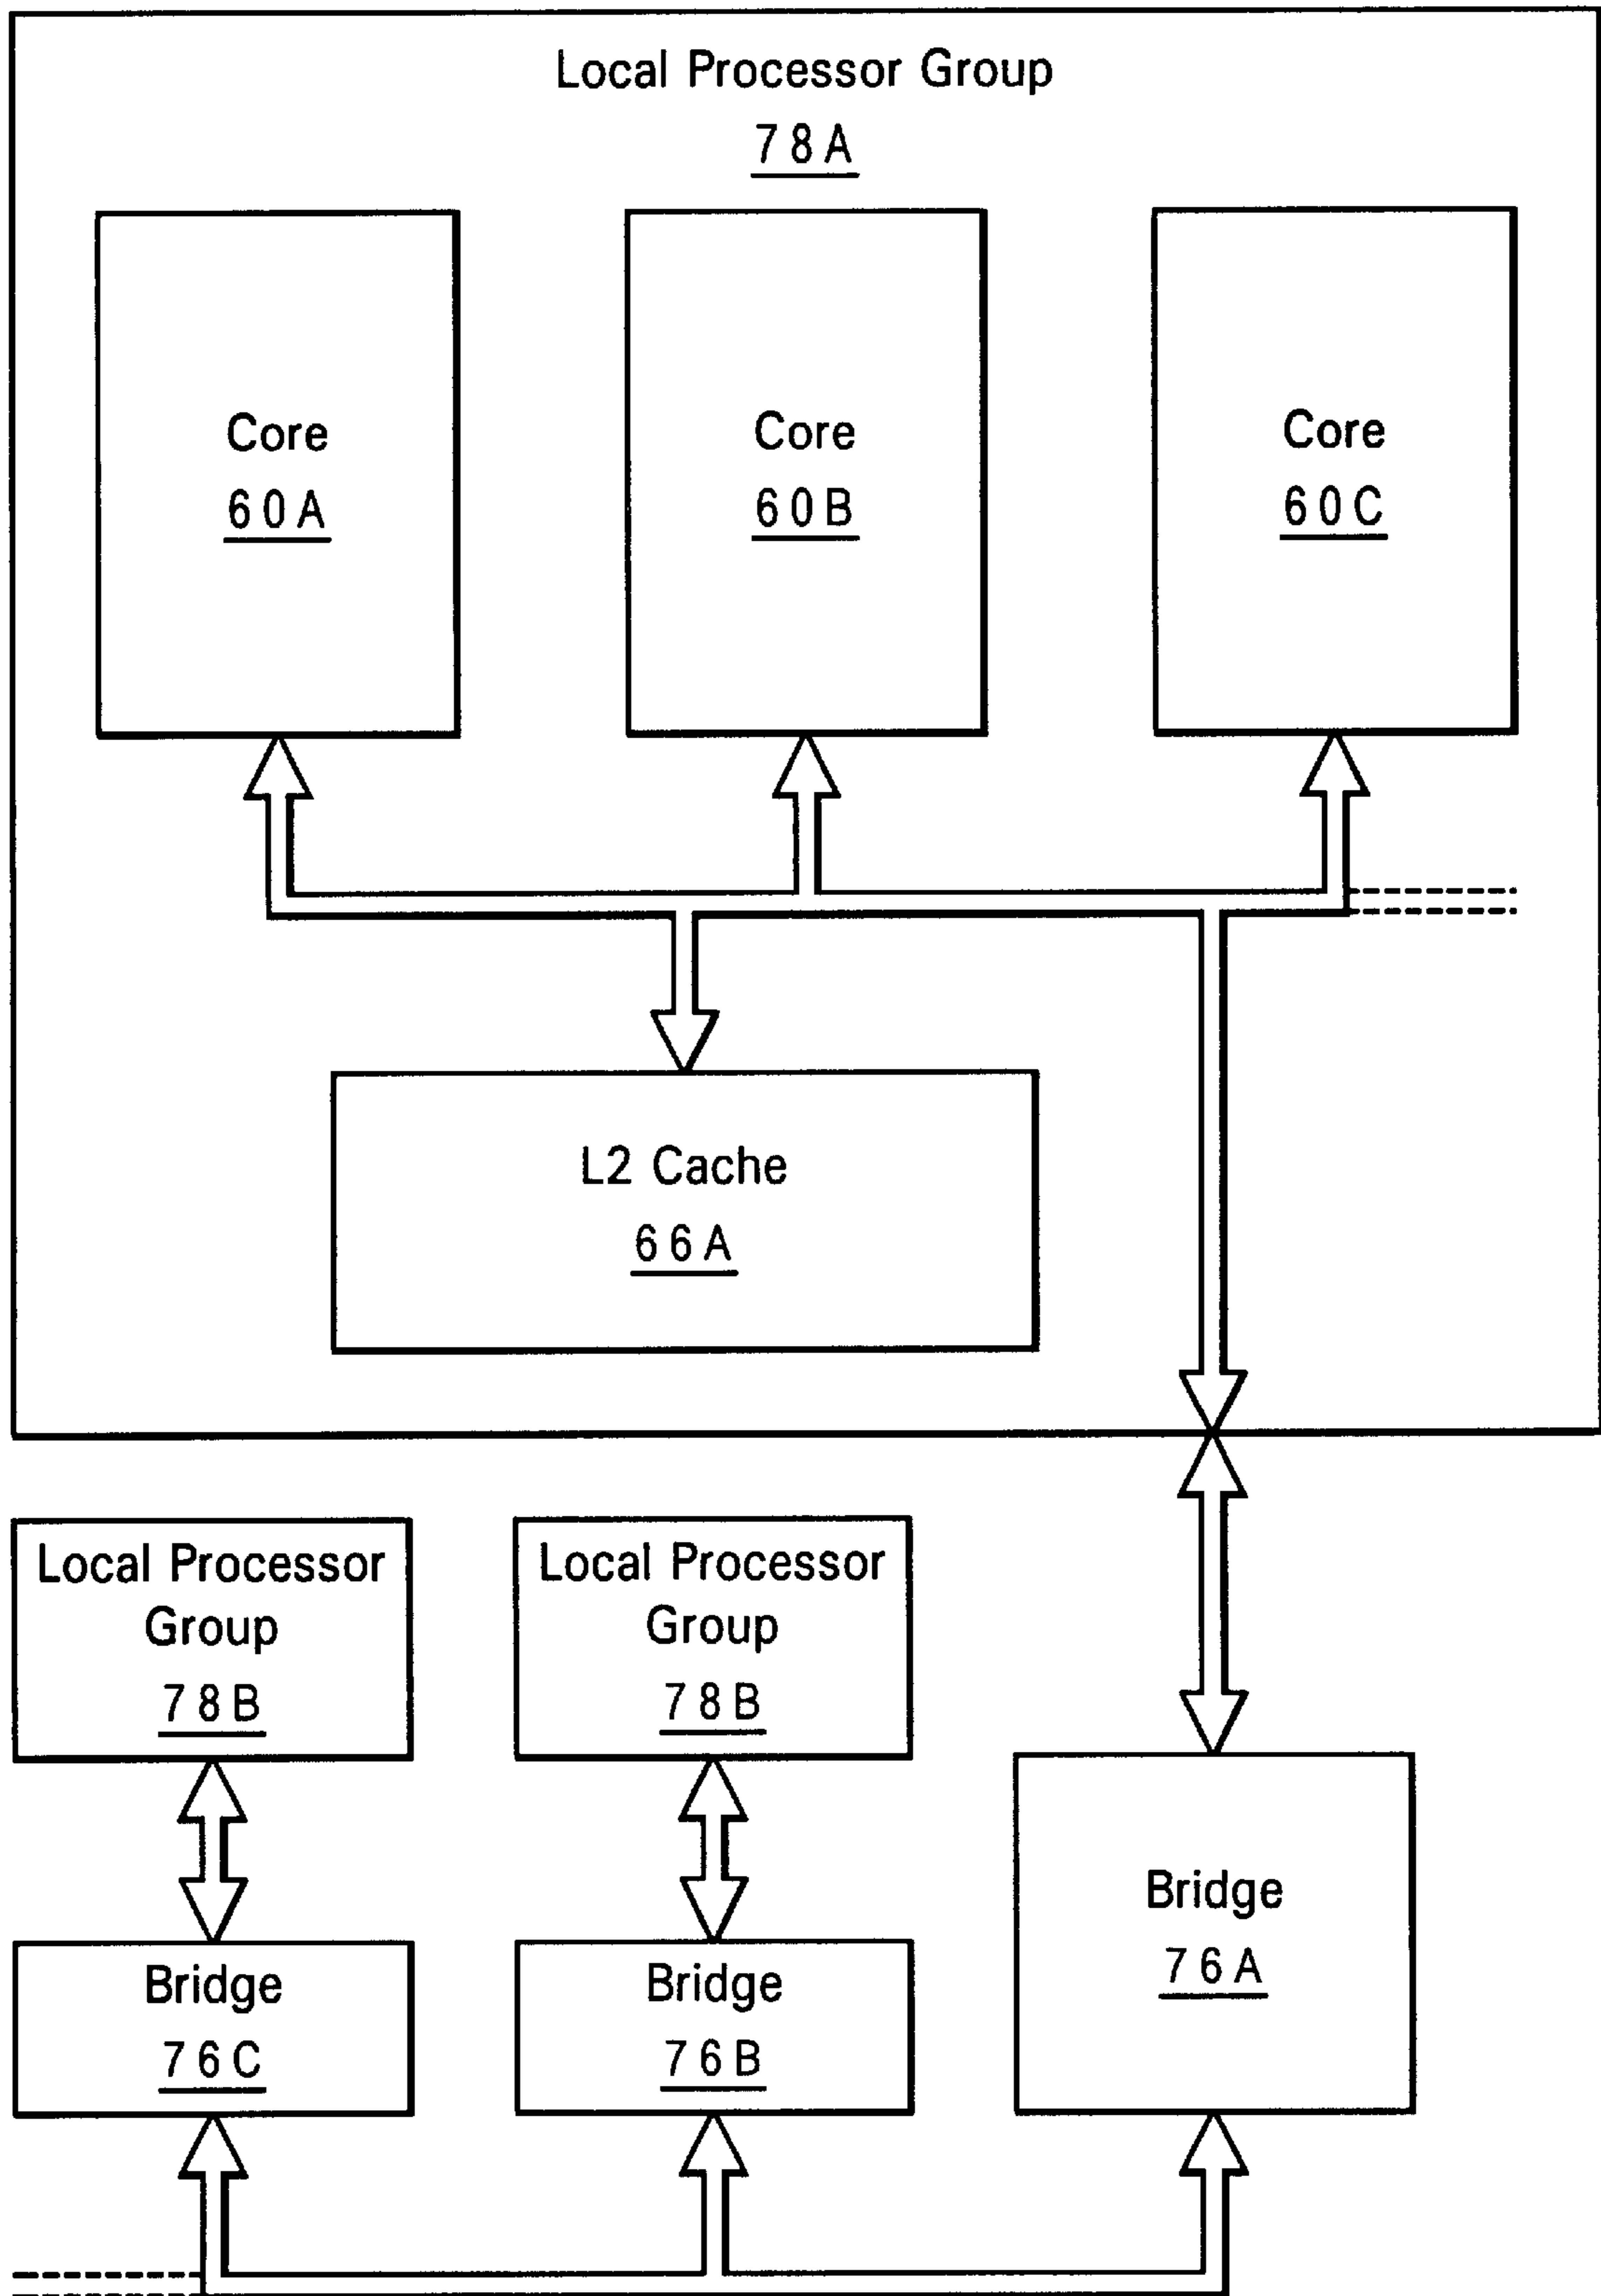 Local Processor Group
78A
Core
60A
Core
60B
Core
60C
L2 Cache
66A
Local Processor
Group
78B
Local Processor
Group
78B
Bridge
76A
Bridge
76C
Bridge
76B